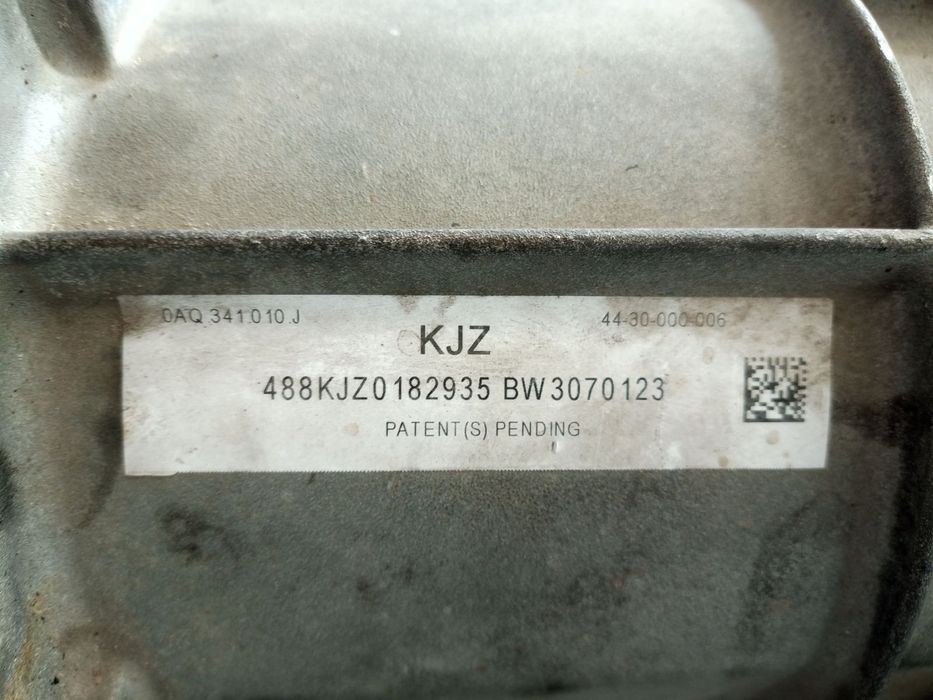 0AQ.341.010.J
44-30-000-006
KJZ
488KJZ0182935 BW3070123
PATENT(S) PENDING